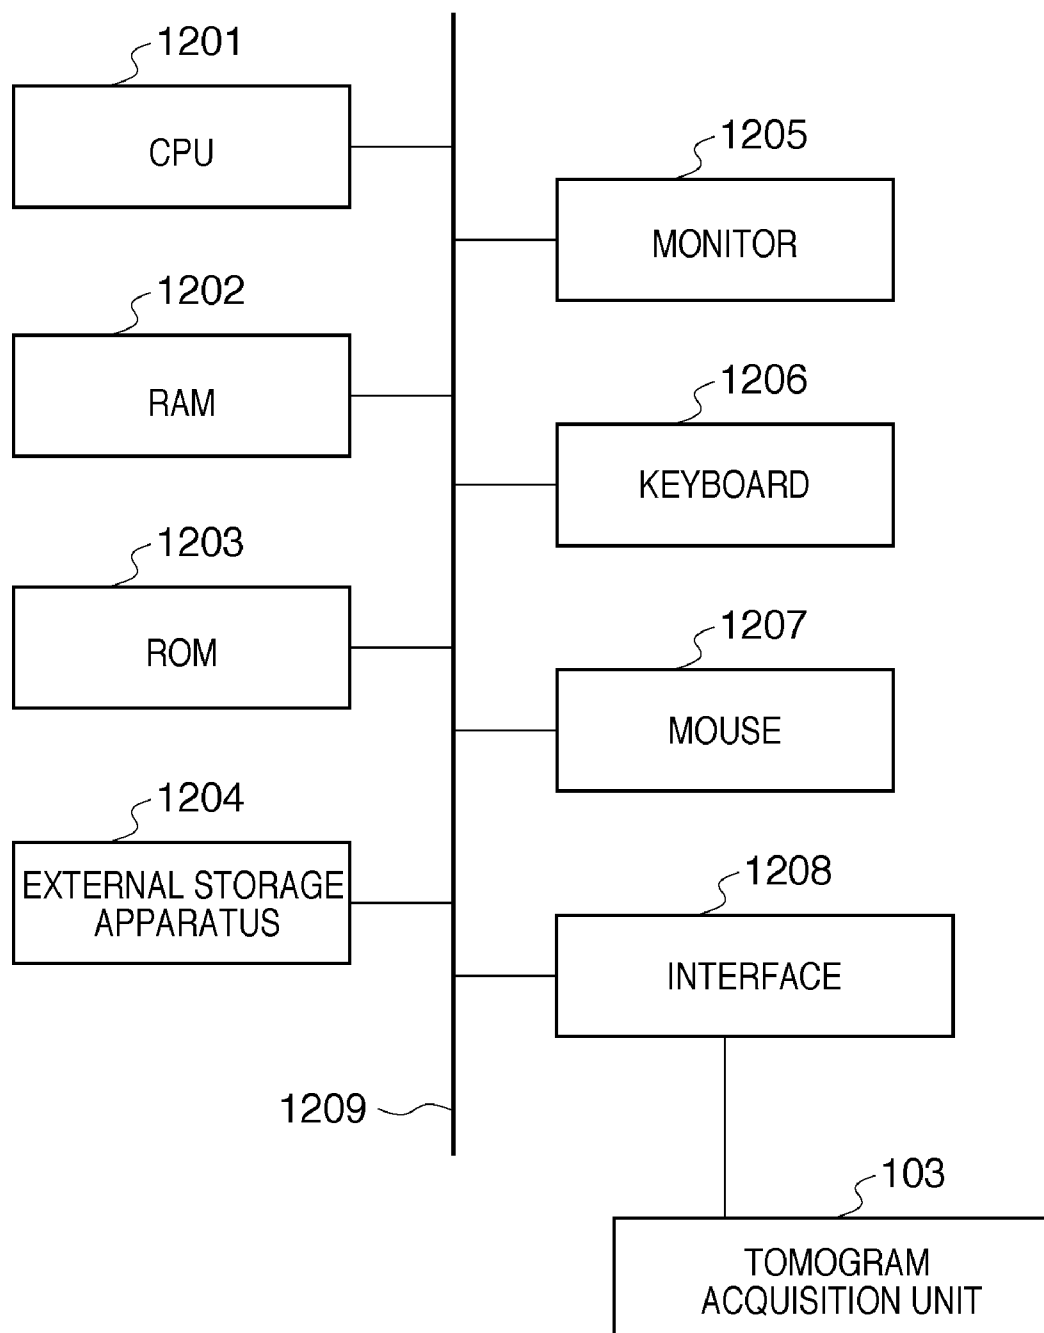 1201
CPU
1205
MONITOR
1202
RAM
1206
KEYBOARD
1203
ROM
1207
MOUSE
1204
EXTERNAL STORAGE
APPARATUS
1208
INTERFACE
1209
103
TOMOGRAM
ACQUISITION UNIT